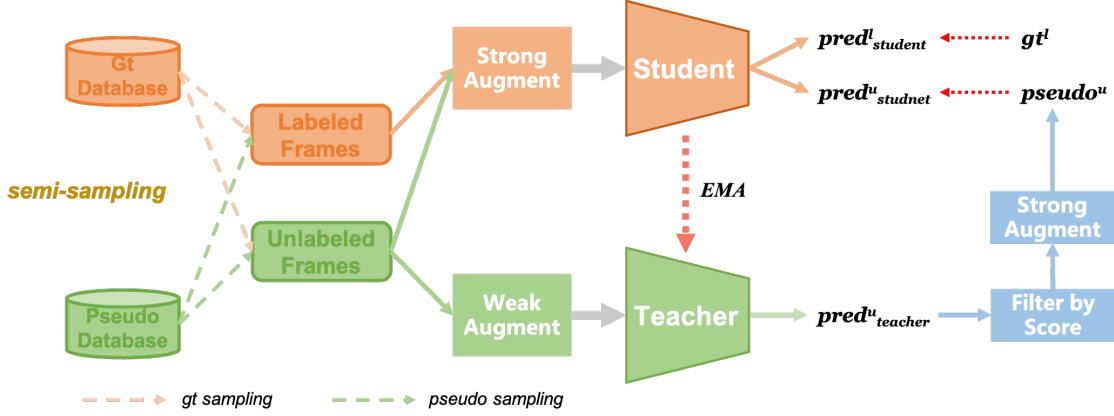 Gt
Database
semi-sampling
Pseudo
Database
Labeled
Frames
Unlabeled
Frames
Strong
Augment
Weak
Augment
Student
EMA
Teacher
pred^l_student
gt^l
pred^u_studnet
pseudo^u
Strong
Augment
Filter by
Score
pred^u_teacher
gt sampling
pseudo sampling